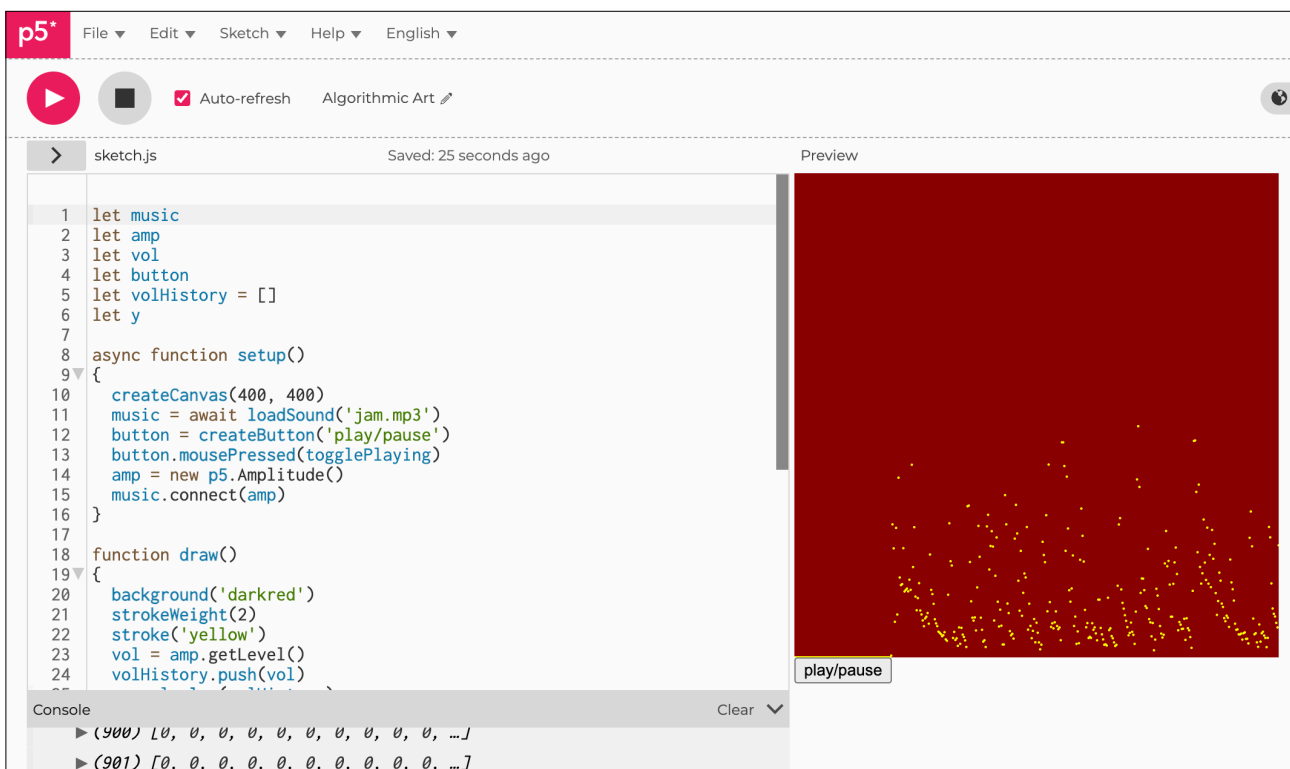 p5* File Edit Sketch Help English
Auto-refresh Algorithmic Art
sketch.js Saved: 25 seconds ago Preview
1 let music
2 let amp
3 let vol
4 let button
5 let volHistory = []
6 let y
7
8 async function setup()
9 {
10 createCanvas(400, 400)
11 music = await loadSound('jam.mp3')
12 button = createButton('play/pause')
13 button.mousePressed(togglePlaying)
14 amp = new p5.Amplitude()
15 music.connect(amp)
16 }
17
18 function draw()
19 {
20 background('darkred')
21 strokeWeight(2)
22 stroke('yellow')
23 vol = amp.getLevel()
24 volHistory.push(vol)
play/pause
Console Clear
(900) [0, 0, 0, 0, 0, 0, 0, 0, 0, 0, …]
(901) [0, 0, 0, 0, 0, 0, 0, 0, 0, 0, …]